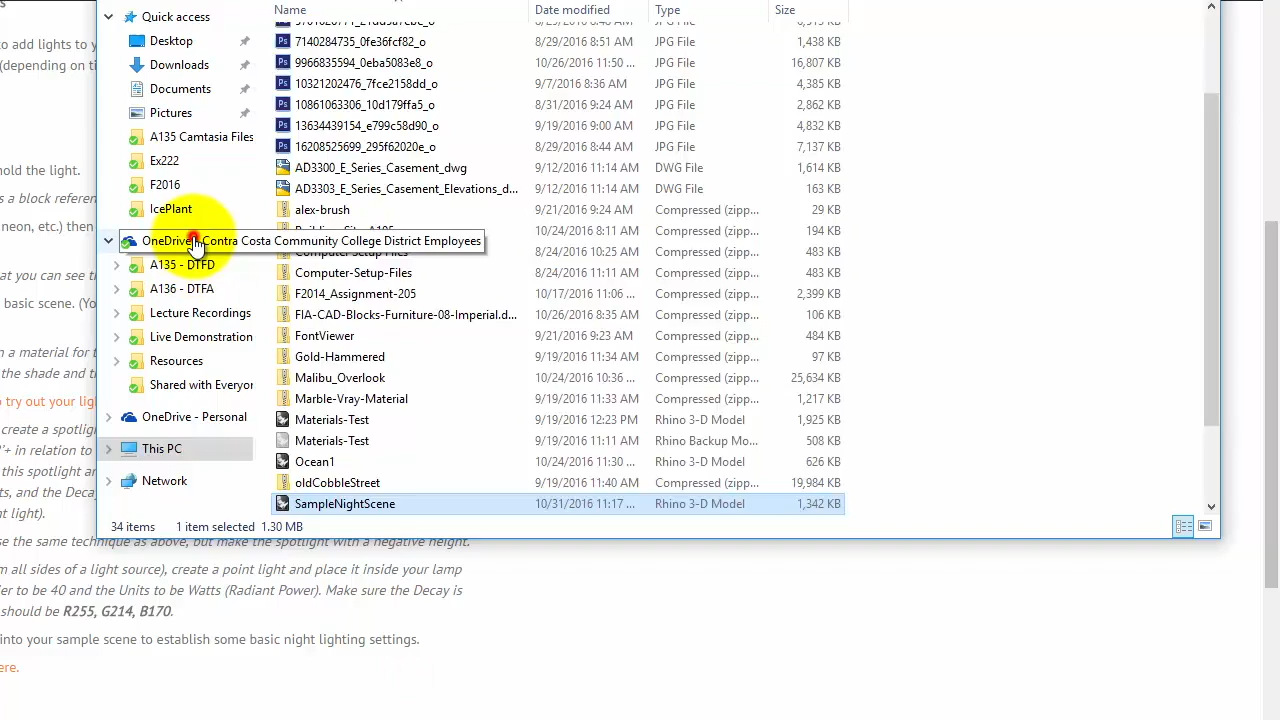 s
Quick access
Name
Date modified
Type
Size
Desktop
to add lights to y
7140284735_0fe36fcf82_o 8/29/2016 8:51 AM JPG File 1,438 KB
(depending on ti
Downloads
9966835594_0eba5083e8_o 10/26/2016 11:50 ... JPG File 16,807 KB
Documents
10321202476_7fce2158dd_o 9/7/2016 8:36 AM JPG File 4,385 KB
Pictures
10861063306_10d179ffa5_o 8/31/2016 9:24 AM JPG File 2,862 KB
A135 Camtasia Files
13634439154_e799c58d90_o 9/19/2016 9:00 AM JPG File 4,832 KB
Ex222
16208525699_295f62020e_o 8/29/2016 8:44 AM JPG File 7,137 KB
hold the light.
AD3300_E_Series_Casement_dwg 9/12/2016 11:14 AM DWG File 1,614 KB
F2016
AD3303_E_Series_Casement_Elevations_d... 9/12/2016 11:14 AM DWG File 163 KB
s a block referen
IcePlant
alex-brush 9/21/2016 9:24 AM Compressed (zipp... 29 KB
neon, etc.) then
10/24/2016 8:11 AM Compressed (zipp... 194 KB
OneDrive - Contra Costa Community College District Employees
8/24/2016 10:25 AM Compressed (zipp... 483 KB
A135 - DTFD
at you can see th
Computer-Setup-Files 8/24/2016 11:11 AM Compressed (zipp... 483 KB
A136 - DTFA
F2014_Assignment-205 10/17/2016 11:06 ... Compressed (zipp... 2,399 KB
basic scene. (Yo
Lecture Recordings
FIA-CAD-Blocks-Furniture-08-Imperial.d... 10/26/2016 8:35 AM Compressed (zipp... 106 KB
Live Demonstration
FontViewer 9/21/2016 9:23 AM Compressed (zipp... 484 KB
n a material for t
Resources
Gold-Hammered 9/19/2016 11:34 AM Compressed (zipp... 97 KB
the shade and t
Shared with Everyor
Malibu_Overlook 10/24/2016 10:36 ... Compressed (zipp... 25,634 KB
o try out your ligh
Marble-Vray-Material 9/19/2016 11:33 AM Compressed (zipp... 1,217 KB
OneDrive - Personal
Materials-Test 9/19/2016 12:23 PM Rhino 3-D Model 1,925 KB
create a spotlig
Materials-Test 9/19/2016 11:11 AM Rhino Backup Mo... 508 KB
"+ in relation to
This PC
Ocean1 10/24/2016 11:30 ... Rhino 3-D Model 626 KB
this spotlight an
Network
oldCobbleStreet 9/19/2016 11:40 AM Compressed (zipp... 19,984 KB
ts, and the Decay
SampleNightScene 10/31/2016 11:17 ... Rhino 3-D Model 1,342 KB
nt light).
34 items 1 item selected 1.30 MB
se the same technique as above, but make the spotlight with a negative height.
m all sides of a light source), create a point light and place it inside your lamp
ier to be 40 and the Units to be Watts (Radiant Power). Make sure the Decay is
should be R255, G214, B170.
into your sample scene to establish some basic night lighting settings.
ere.